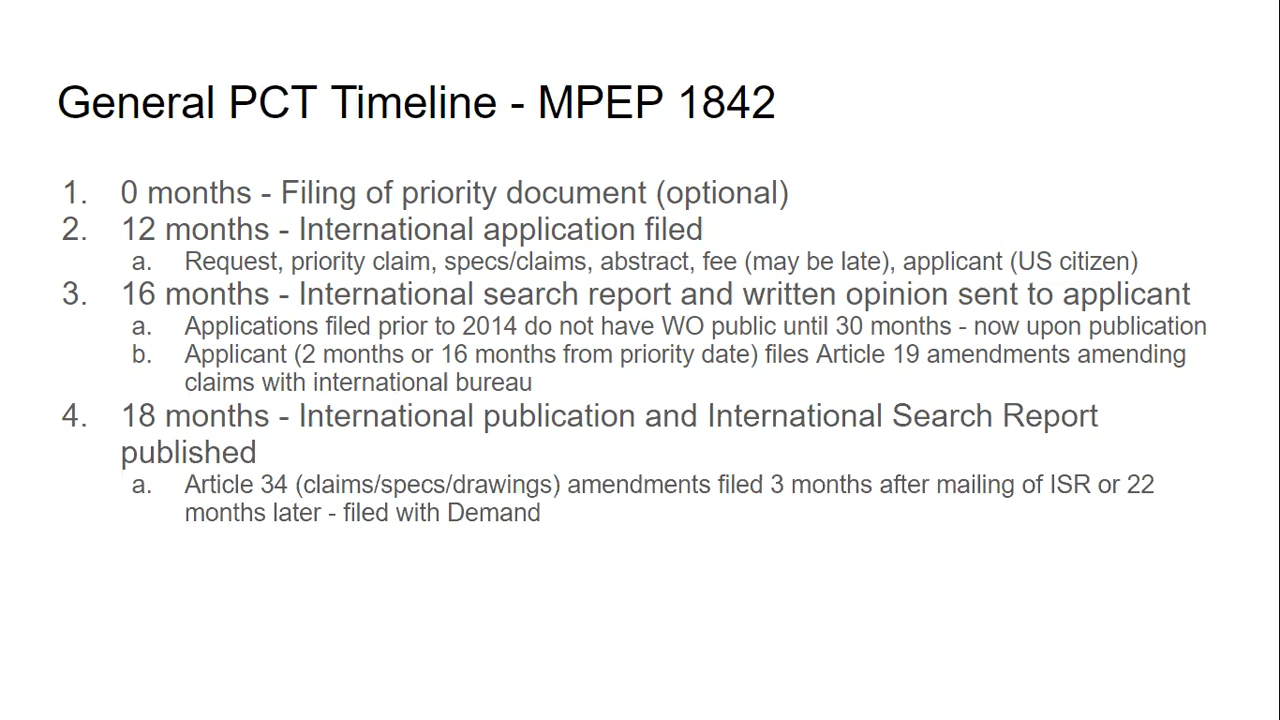 General PCT Timeline - MPEP 1842
1. 0 months - Filing of priority document (optional)
2. 12 months - International application filed
a. Request, priority claim, specs/claims, abstract, fee (may be late), applicant (US citizen)
3. 16 months - International search report and written opinion sent to applicant
a. Applications filed prior to 2014 do not have WO public until 30 months - now upon publication
b. Applicant (2 months or 16 months from priority date) files Article 19 amendments amending
claims with international bureau
4. 18 months - International publication and International Search Report
published
a. Article 34 (claims/specs/drawings) amendments filed 3 months after mailing of ISR or 22
months later - filed with Demand